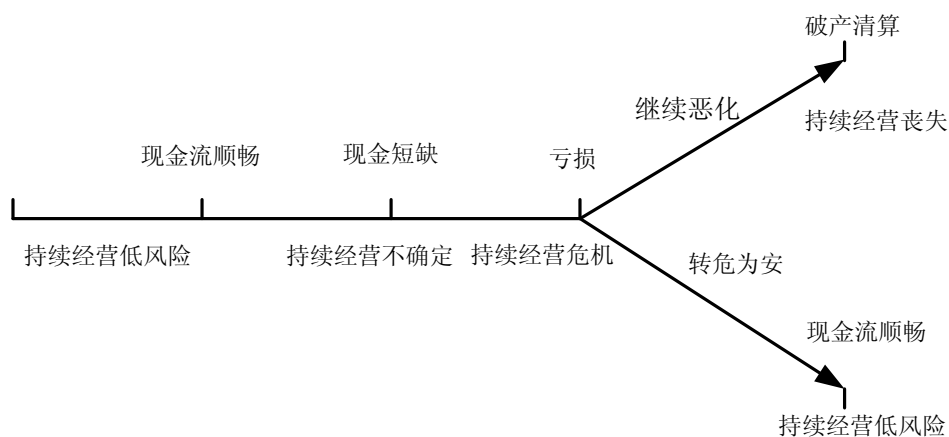 破产清算
继续恶化
持续经营丧失
现金流顺畅
现金短缺
亏损
持续经营低风险
持续经营不确定
持续经营危机
转危为安
现金流顺畅
持续经营低风险